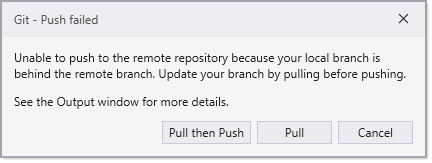 Git - Push failed
Unable to push to the remote repository because your local branch is
behind the remote branch. Update your branch by pulling before pushing.
See the Output window for more details.
Pull then Push
Pull
Cancel